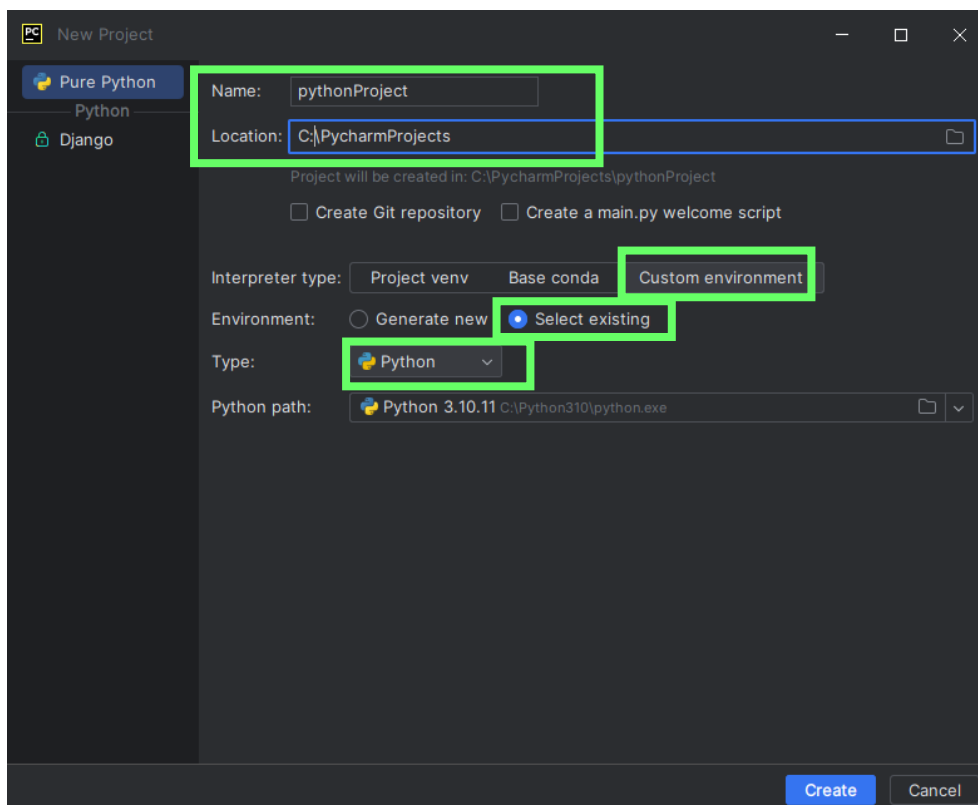 PC New Project
Pure Python
Python
Django
Name: pythonProject
Location: C:\PycharmProjects
Project will be created in: C:\PycharmProjects\pythonProject
Create Git repository Create a main.py welcome script
Interpreter type: Project venv Base conda Custom environment
Environment: Generate new Select existing
Type: Python
Python path: Python 3.10.11 C:\Python310\python.exe
Create Cancel